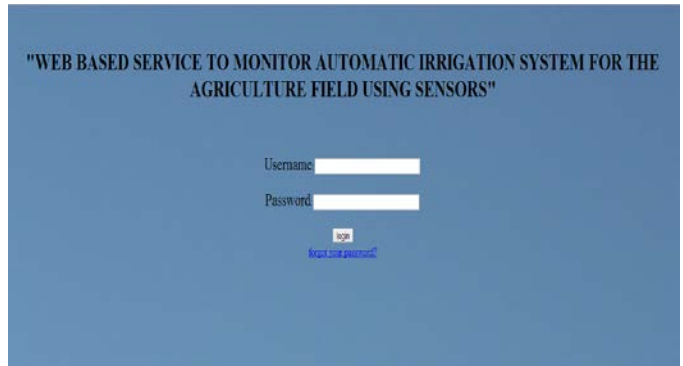 "WEB BASED SERVICE TO MONITOR AUTOMATIC IRRIGATION SYSTEM FOR THE
AGRICULTURE FIELD USING SENSORS"
Username
Password
login
forgot your password?